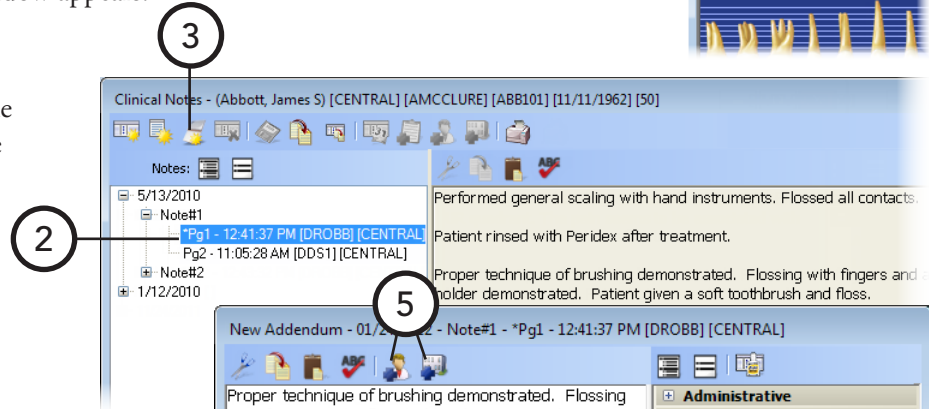 3
Clinical Notes - (Abbott, James S) [CENTRAL] [AMCCLURE] [ABB101] [11/11/1962] [50]
Notes:
5/13/2010
Note#1
*Pg1 - 12:41:37 PM [DROBB] [CENTRAL]
Pg2 - 11:05:28 AM [DDS1] [CENTRAL]
Note#2
1/12/2010
2
ABC
Performed general scaling with hand instruments. Flossed all contacts.
Patient rinsed with Peridex after treatment.
Proper technique of brushing demonstrated. Flossing with fingers and
holder demonstrated. Patient given a soft toothbrush and floss.
5
New Addendum - - Note#1 - *Pg1 - 12:41:37 PM [DROBB] [CENTRAL]
ABC
Proper technique of brushing demonstrated. Flossing
Administrative